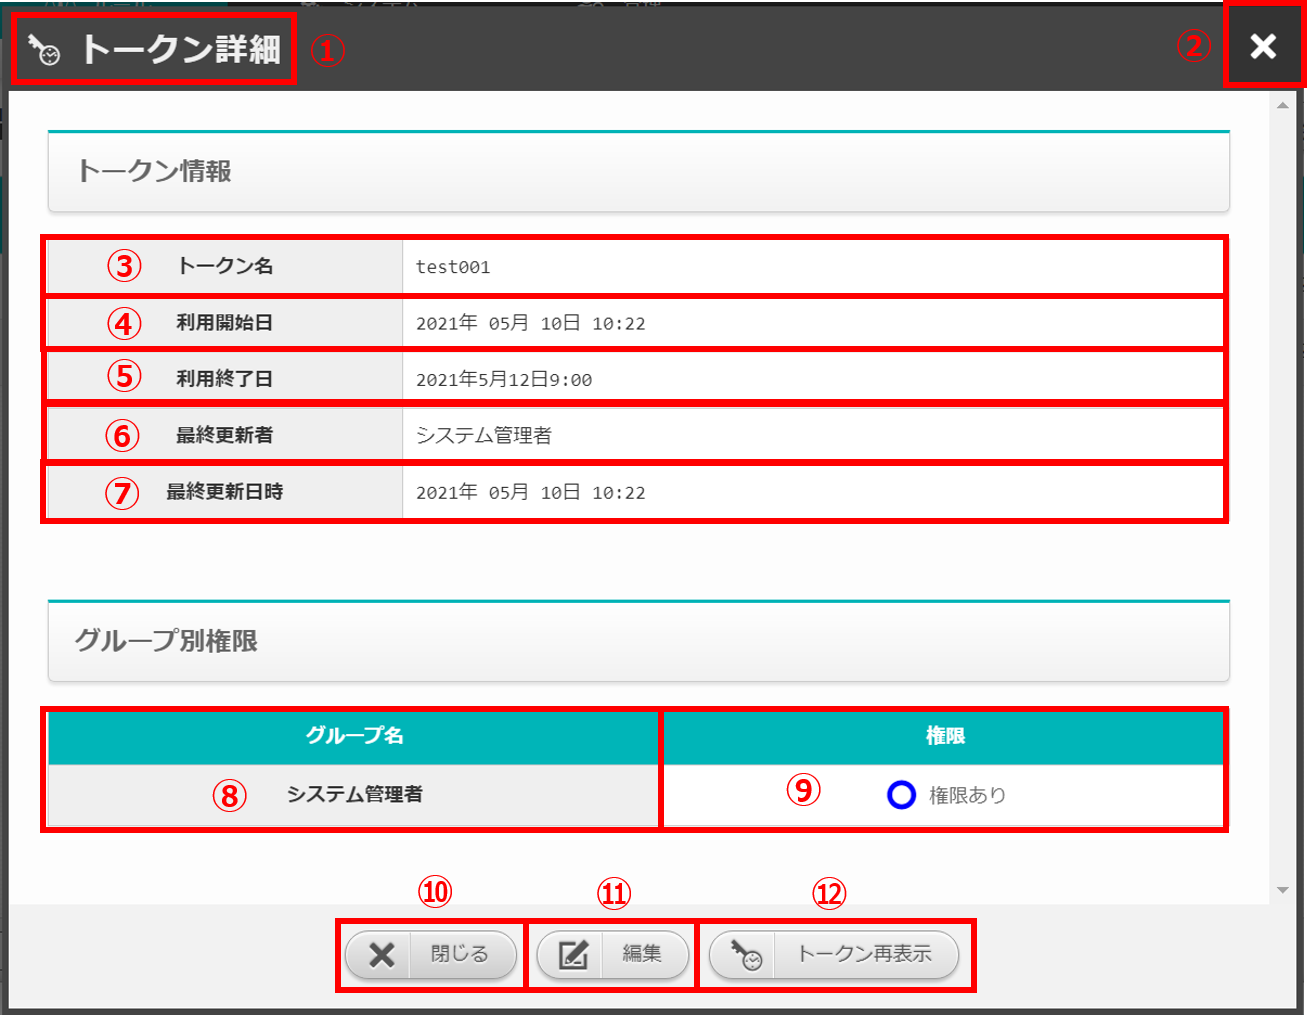 トークン詳細 ① ②
トークン情報
③ トークン名 test001
④ 利用開始日 2021年 05月 10日 10:22
⑤ 利用終了日 2021年5月12日9:00
⑥ 最終更新者 システム管理者
⑦ 最終更新日時 2021年 05月 10日 10:22
グループ別権限
グループ名 権限
⑧ システム管理者 ⑨ 権限あり
⑩ ⑪ ⑫
閉じる 編集 トークン再表示